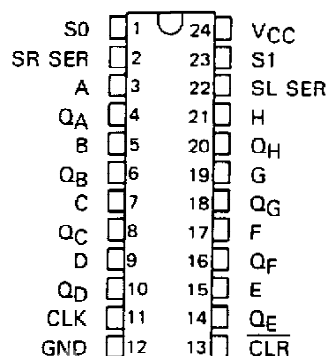 S0 1 24 VCC
SR SER 2 23 S1
A 3 22 SL SER
QA 4 21 H
B 5 20 QH
QB 6 19 G
C 7 18 QG
QC 8 17 F
D 9 16 QF
QD 10 15 E
CLK 11 14 QE
GND 12 13 C̅L̅R̅